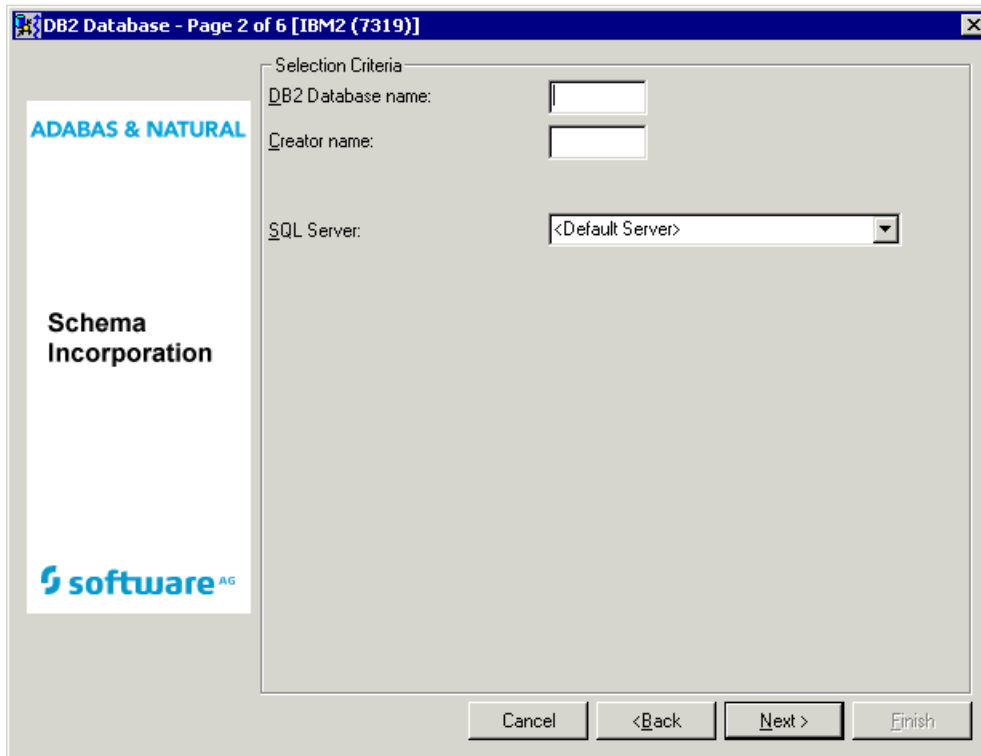 DB2 Database - Page 2 of 6 [IBM2 (7319)]
Selection Criteria
DB2 Database name:
Creator name:
SQL Server:
<Default Server>
ADABAS & NATURAL
Schema
Incorporation
software AG
Cancel
<Back
Next >
Finish